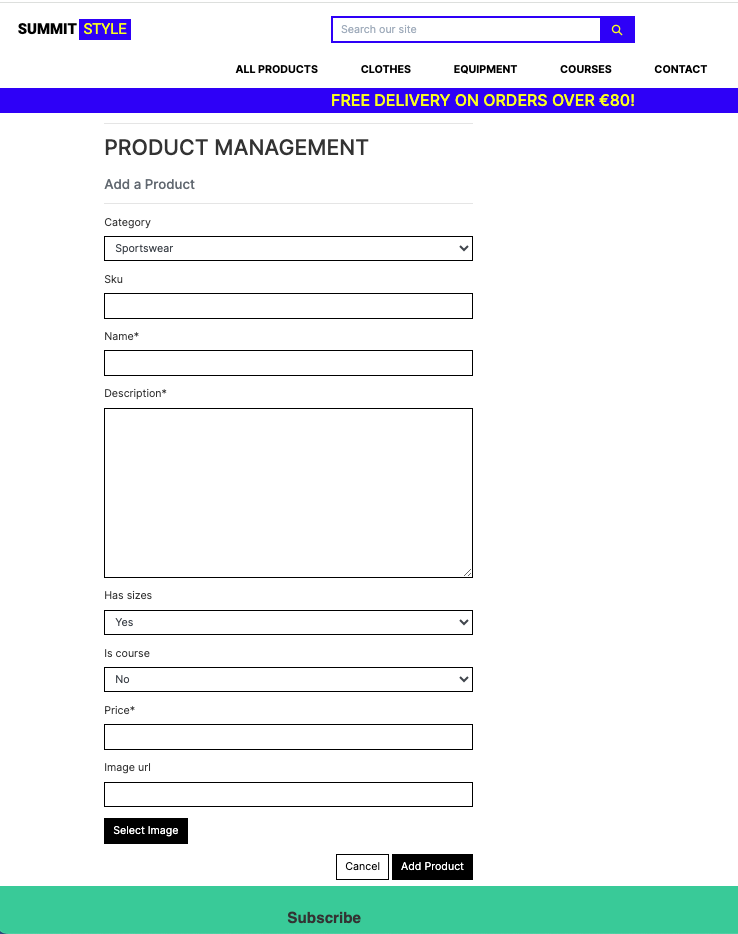 SUMMIT STYLE
Search our site
ALL PRODUCTS CLOTHES EQUIPMENT COURSES CONTACT
FREE DELIVERY ON ORDERS OVER €80!
PRODUCT MANAGEMENT
Add a Product
Category
Sportswear
Sku
Name*
Description*
Has sizes
Yes
Is course
No
Price*
Image url
Select Image
Cancel Add Product
Subscribe